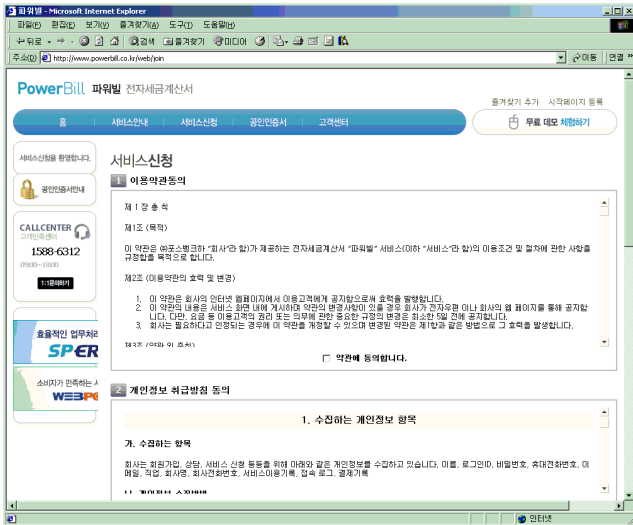 파워빌 - Microsoft Internet Explorer
파일(F) 편집(E) 보기(V) 즐겨찾기(A) 도구(T) 도움말(H)
뒤로 검색 즐겨찾기 미디어
주소(D) http://www.powerbill.co.kr/web/join 이동 연결 »
PowerBill 파워빌 전자세금계산서
즐겨찾기 추가 시작페이지 등록
홈 서비스안내 서비스신청 공인인증서 고객센터
무료 데모 체험하기
서비스신청을 환영합니다.
공인인증서안내
CALLCENTER
고객만족센터
1588-6312
09:00~18:00
1:1문의하기
효율적인 업무처리
SPER
소비자가 만족하는 시
WEBPO
서비스신청
1 이용약관동의
제 1 장 총 칙
제1조 (목적)
이 약관은 ㈜포스뱅크하 "회사"라 함)가 제공하는 전자세금계산서 "파워빌" 서비스(이하 "서비스"라 함)의 이용조건 및 절차에 관한 사항을
규정함을 목적으로 합니다.
제2조 (이용약관의 효력 및 변경)
1. 이 약관은 회사의 인터넷 웹페이지에서 이용고객에게 공지함으로써 효력을 발행합니다.
2. 이 약관의 내용은 서비스 화면 내에 게시하며 약관의 변경사항이 있을 경우 회사가 전자우편 이나 회사의 웹 페이지를 통해 공지합
니다. 다만, 요금 등 이용고객의 권리 또는 의무에 관한 중요한 규정의 변경은 최소한 5일 전에 공지합니다.
3. 회사는 필요하다고 인정되는 경우에 이 약관을 개정할 수 있으며 변경된 약관은 제1항과 같은 방법으로 그 효력을 발생합니다.
제3조 (약관 외 준칙)
약관에 동의합니다.
2 개인정보 취급방침 동의
1. 수집하는 개인정보 항목
가. 수집하는 항목
회사는 회원가입, 상담, 서비스 신청 등등을 위해 아래와 같은 개인정보를 수집하고 있습니다. 이름, 로그인ID, 비밀번호, 휴대전화번호, 이
메일, 직업, 회사명, 회사전화번호, 서비스이용기록, 접속 로그, 결제기록
나. 개인정보 수집방법
인터넷